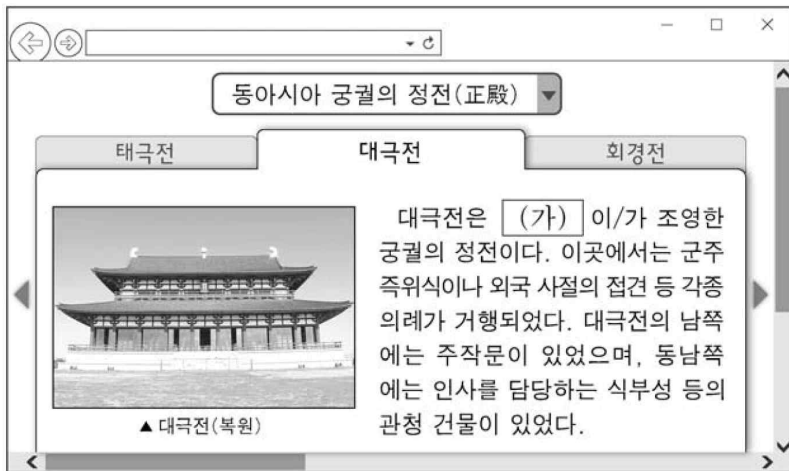 동아시아 궁궐의 정전(正殿)
태극전
대극전
회경전
대극전은 (가) 이/가 조영한
궁궐의 정전이다. 이곳에서는 군주
즉위식이나 외국 사절의 접견 등 각종
의례가 거행되었다. 대극전의 남쪽
에는 주작문이 있었으며, 동남쪽
에는 인사를 담당하는 식부성 등의
관청 건물이 있었다.
▲ 대극전(복원)